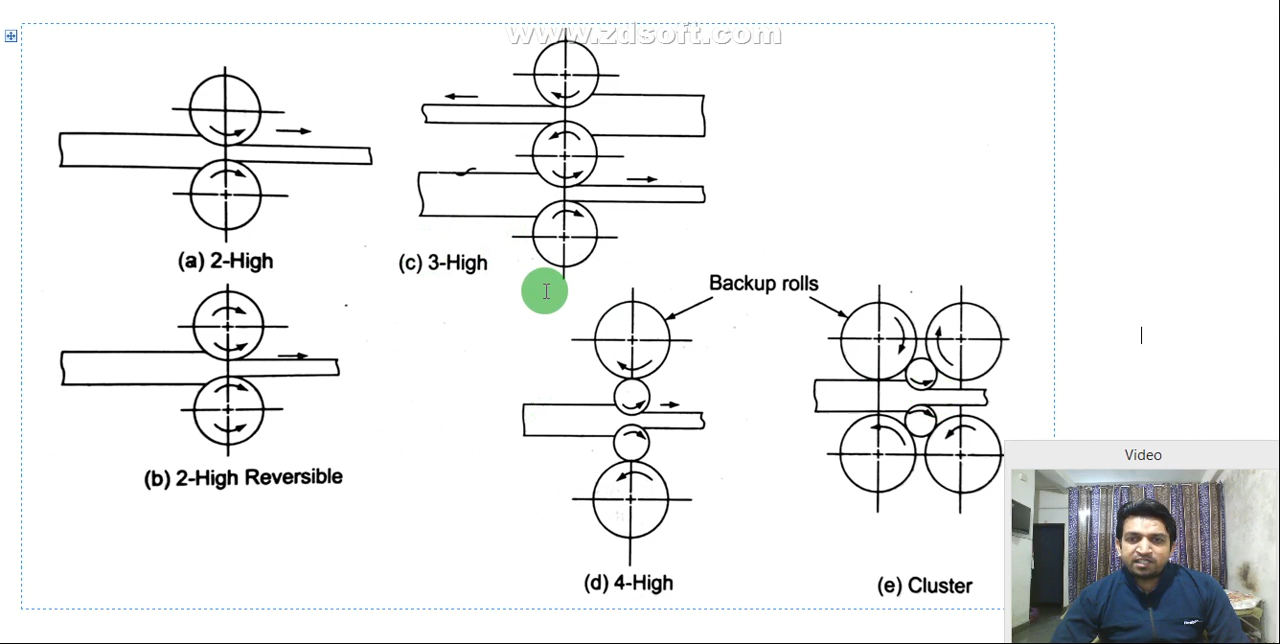 www.zdsoft.com
(a) 2-High
(c) 3-High
Backup rolls
(b) 2-High Reversible
(d) 4-High
(e) Cluster
Video